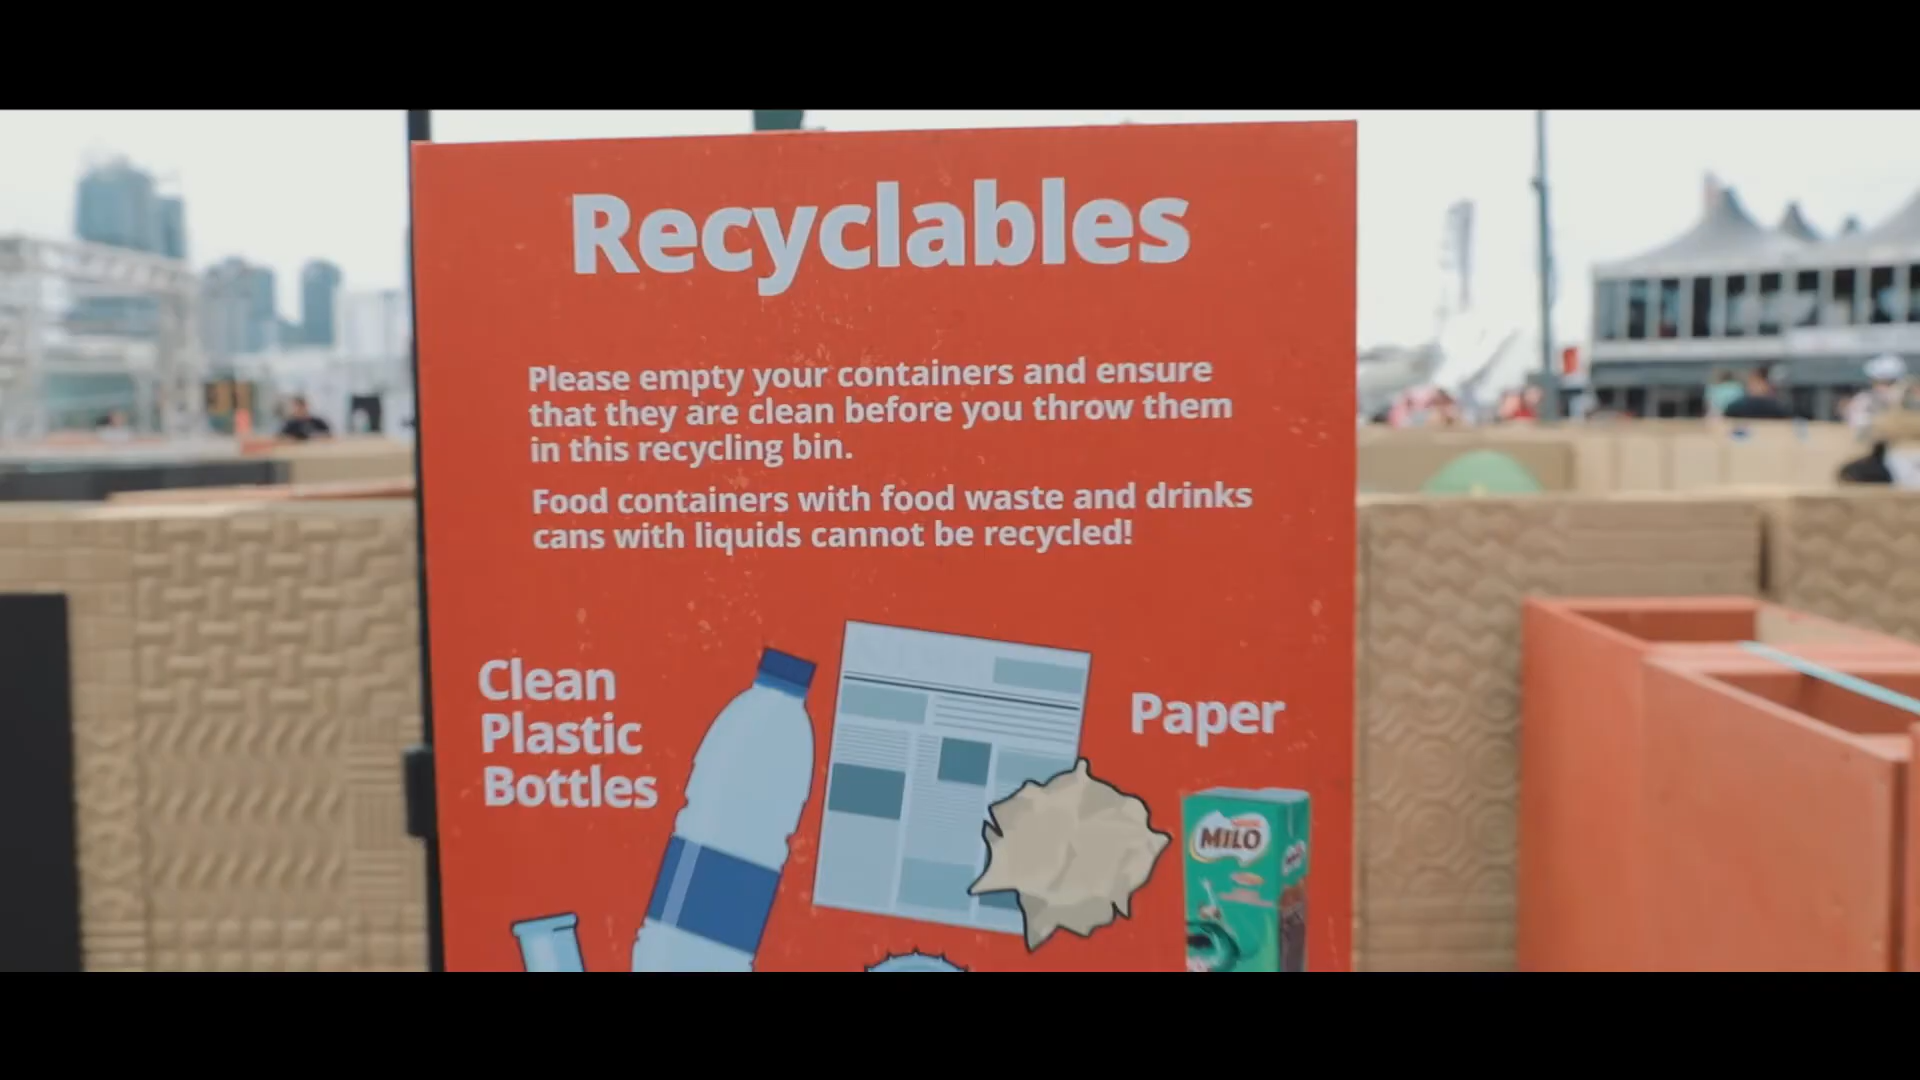 Recyclables
Please empty your containers and ensure
that they are clean before you throw them
in this recycling bin.
Food containers with food waste and drinks
cans with liquids cannot be recycled!
Clean
Plastic
Bottles
Paper
MILO